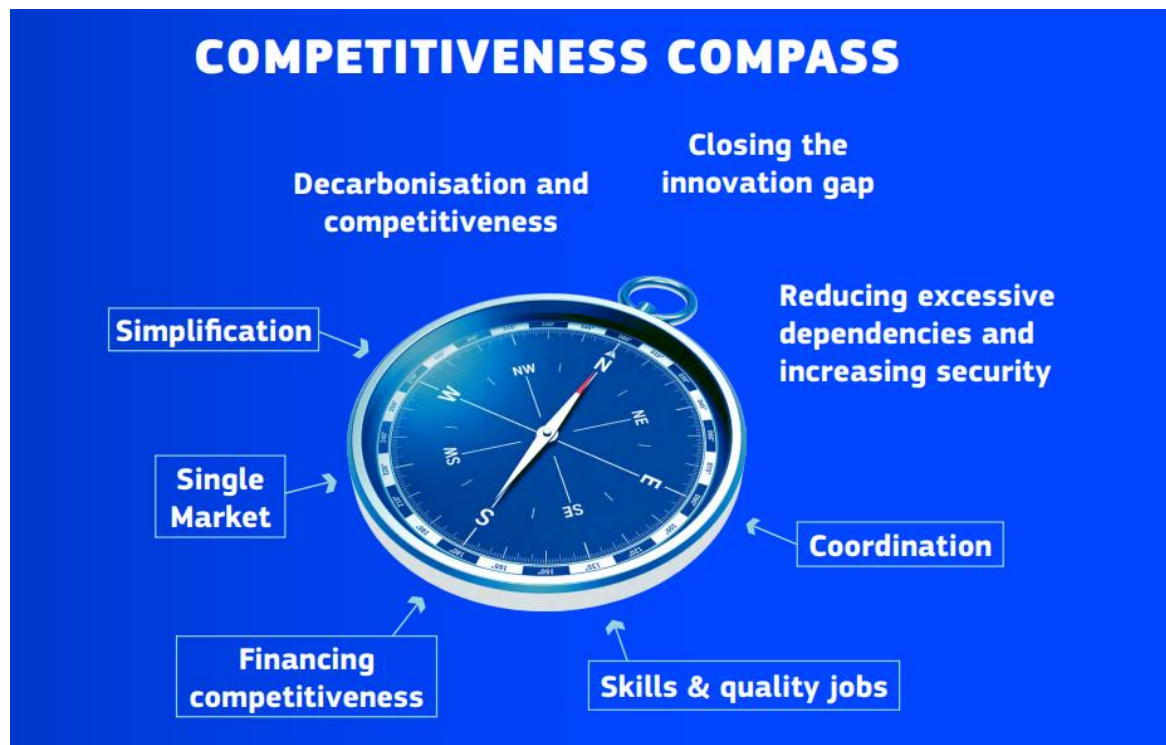 COMPETITIVENESS COMPASS
Closing the
innovation gap
Decarbonisation and
competitiveness
Reducing excessive
dependencies and
increasing security
Simplification
Single
Market
Coordination
Financing
competitiveness
Skills & quality jobs
N
NE
E
SE
S
SW
W
NW